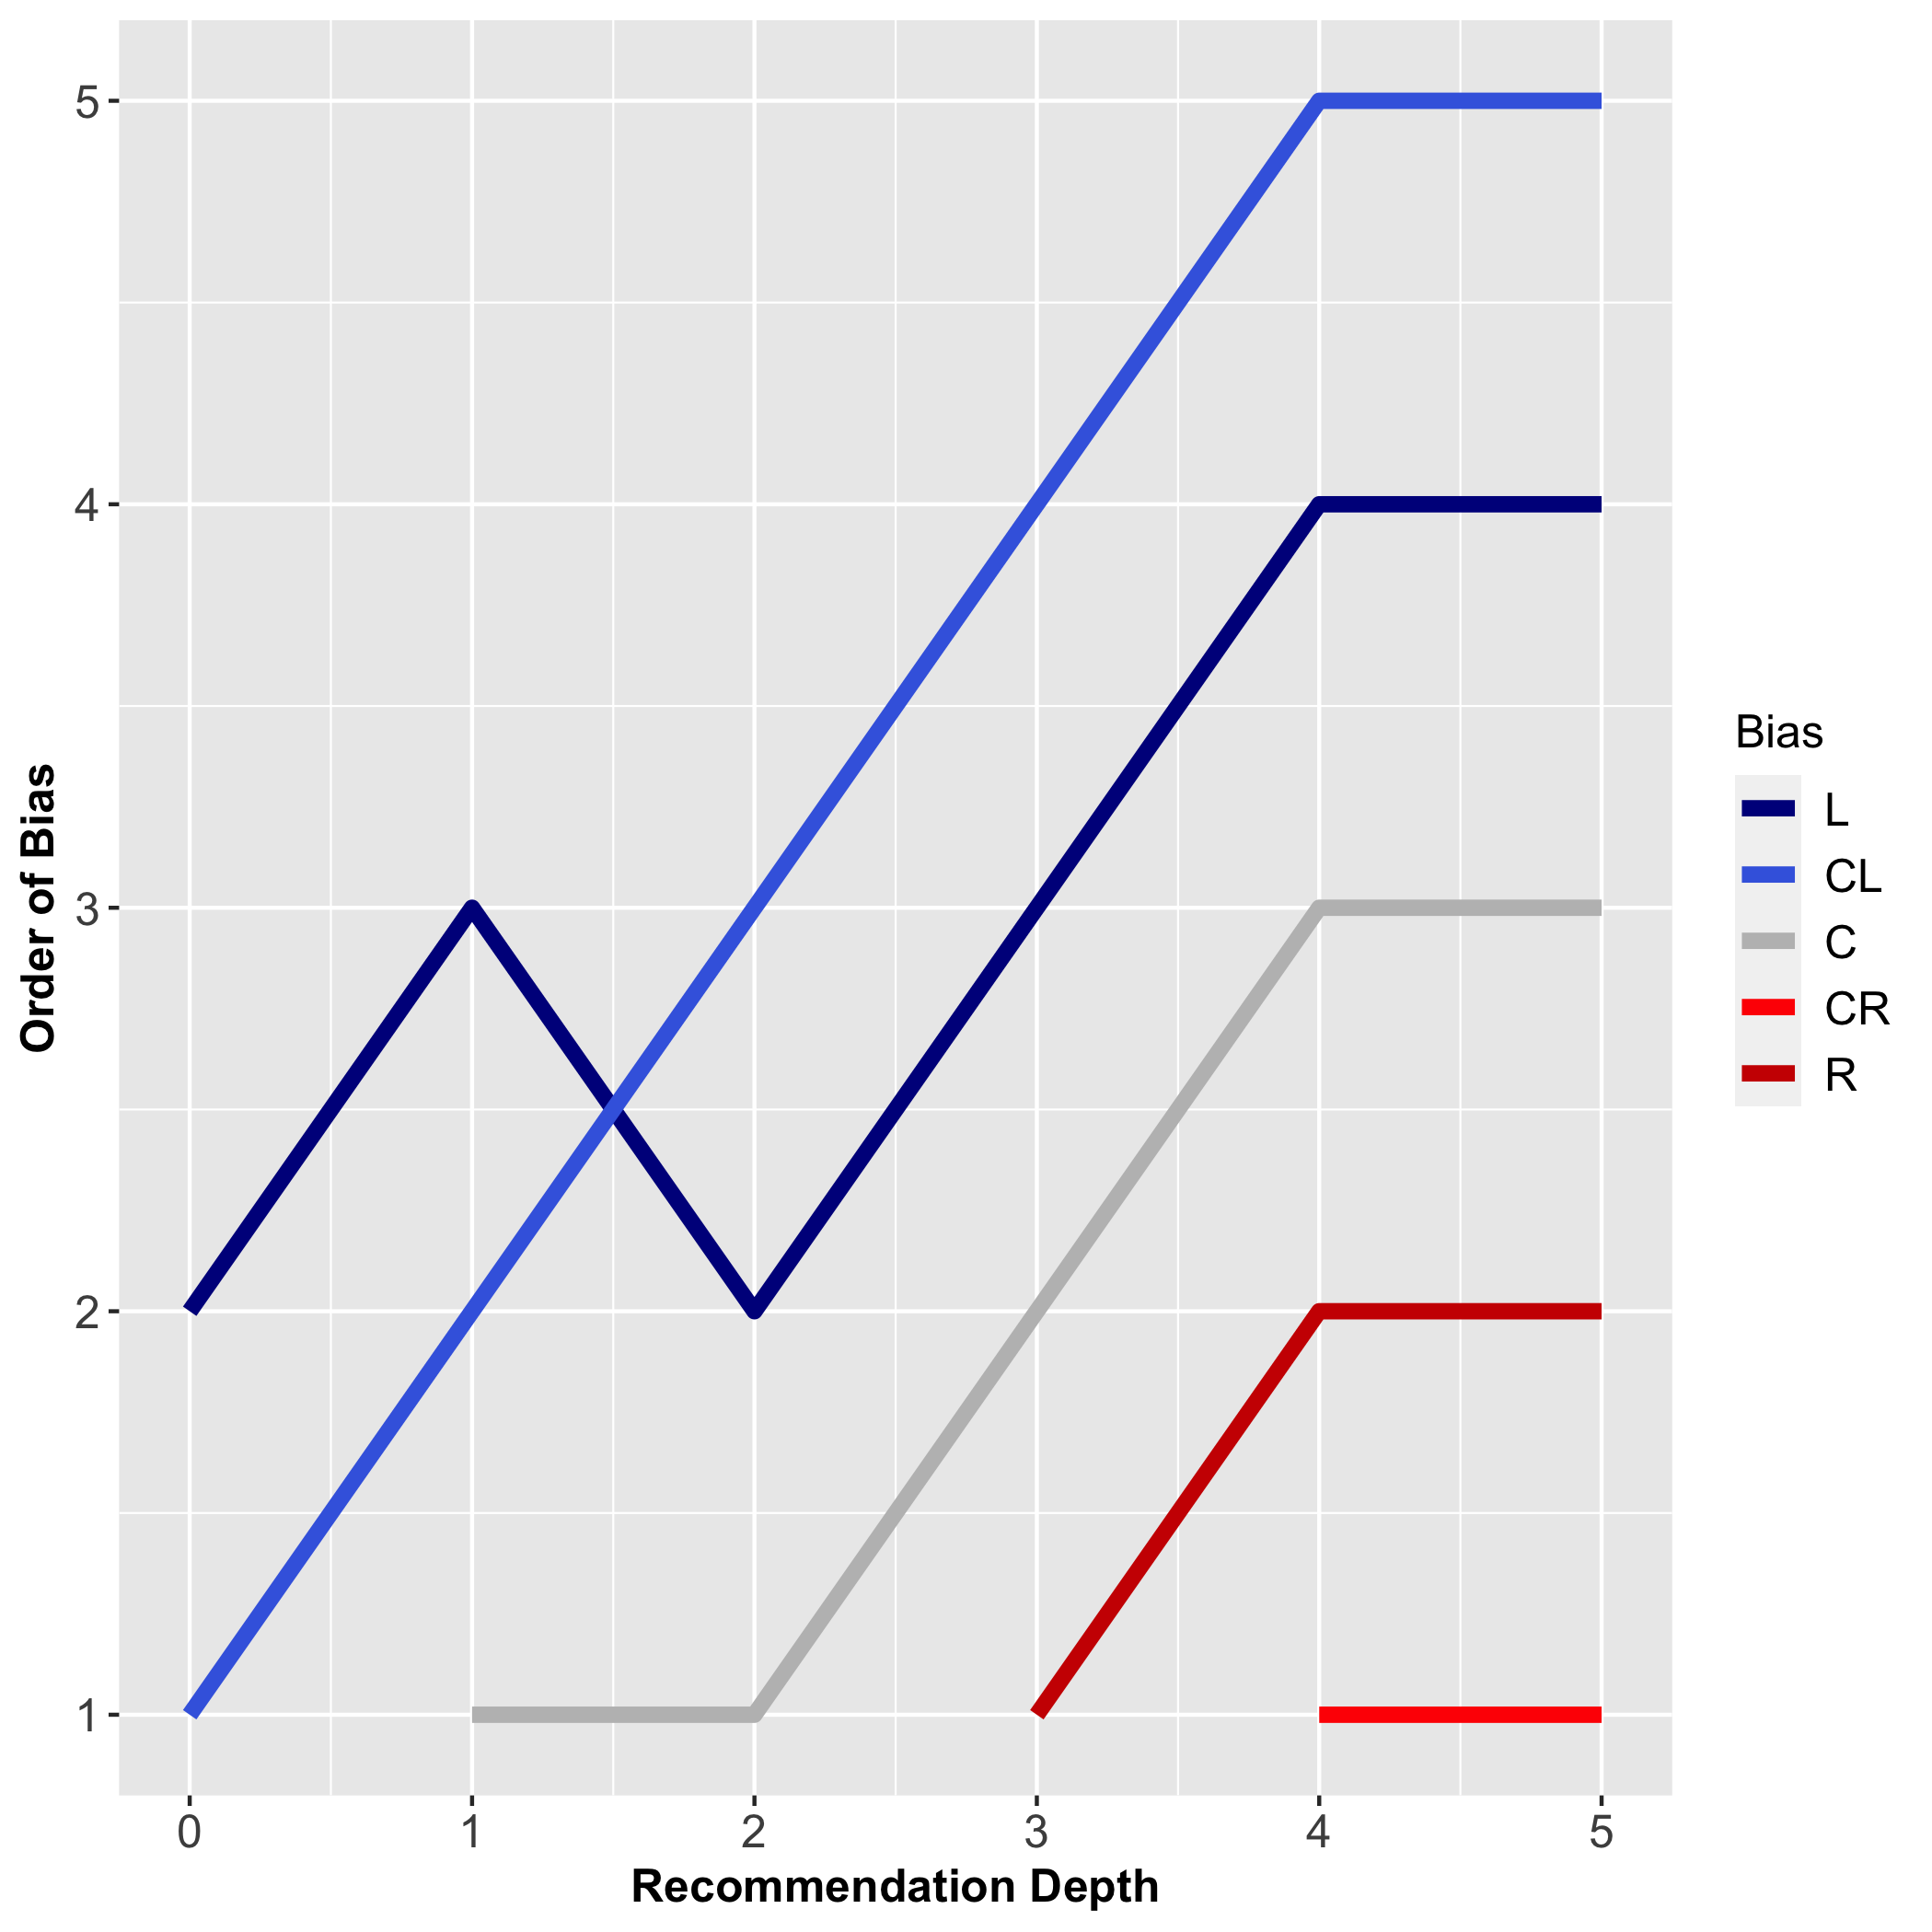 5
4
3
2
1
Order of Bias
0 1 2 3 4 5
Recommendation Depth
Bias
L
CL
C
CR
R